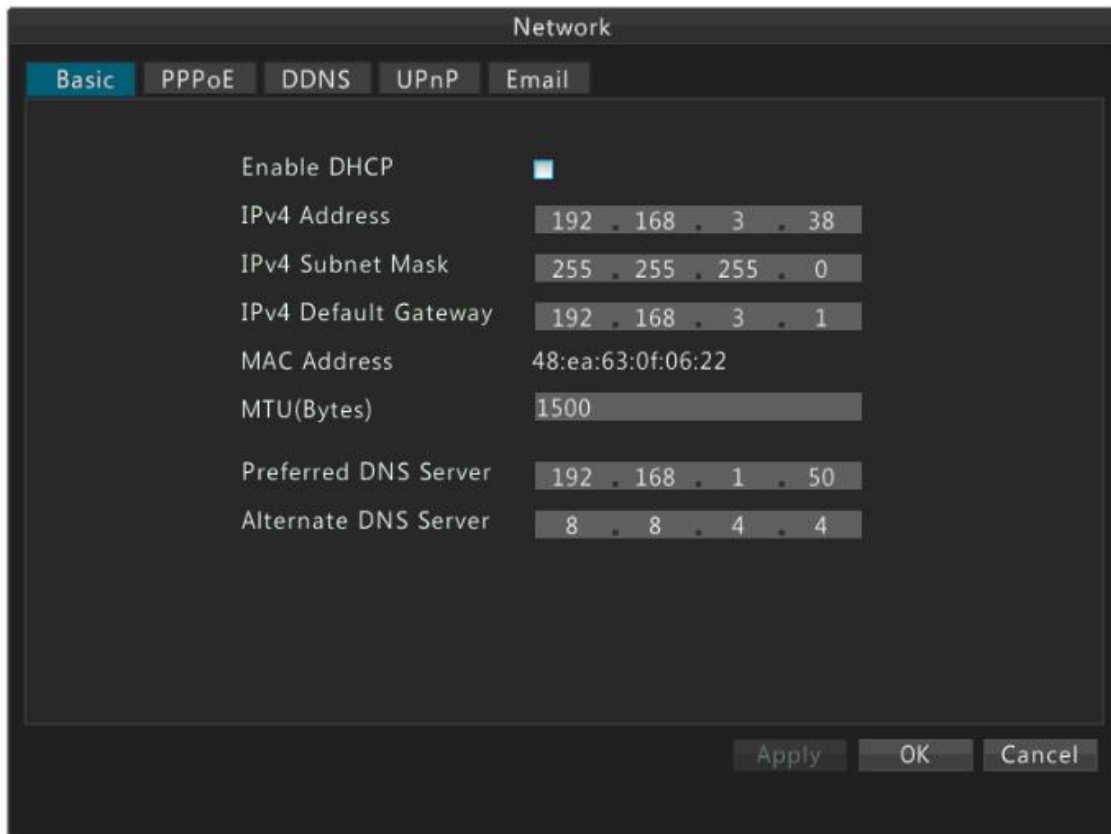 Network
Basic PPPoE DDNS UPnP Email
Enable DHCP
IPv4 Address 192 . 168 . 3 . 38
IPv4 Subnet Mask 255 . 255 . 255 . 0
IPv4 Default Gateway 192 . 168 . 3 . 1
MAC Address 48:ea:63:0f:06:22
MTU(Bytes) 1500
Preferred DNS Server 192 . 168 . 1 . 50
Alternate DNS Server 8 . 8 . 4 . 4
Apply OK Cancel